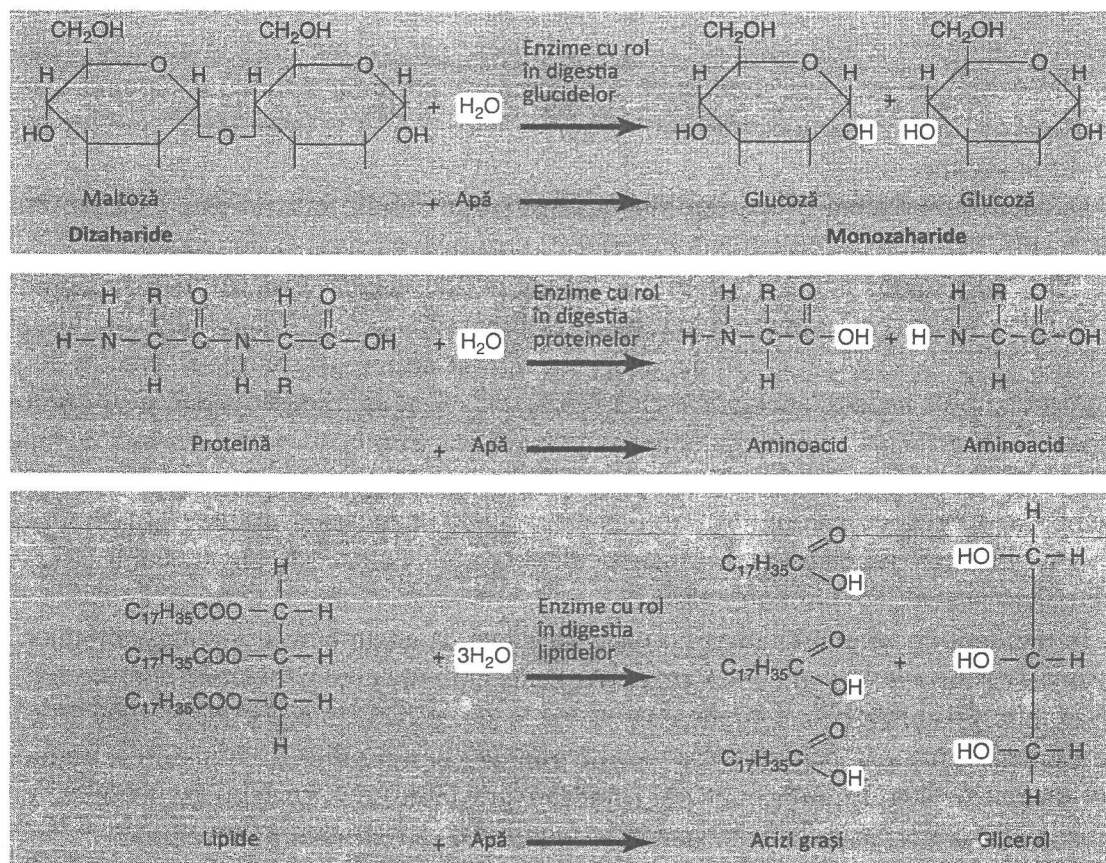 CH₂OH CH₂OH Enzime cu rol CH₂OH CH₂OH
în digestia
glucidelor
H O H H O H + H₂O H O H + H O H
HO O OH HO OH HO OH
Maltoză + Apă Glucoză Glucoză
Dizaharide Monozaharide
H R O H O Enzime cu rol H R O H R O
în digestia
proteinelor
H N C C N C C OH + H₂O H N C C OH + H N C C OH
H H R H H
Proteină + Apă Aminoacid Aminoacid
H
O
C₁₇H₃₅C HO C H
OH
H
C₁₇H₃₅COO C H Enzime cu rol
în digestia
lipidelor
O
C₁₇H₃₅COO C H + 3H₂O C₁₇H₃₅C + HO C H
OH
C₁₇H₃₅COO C H
H
O
C₁₇H₃₅C HO C H
OH
H
Lipide + Apă Acizi grași Glicerol